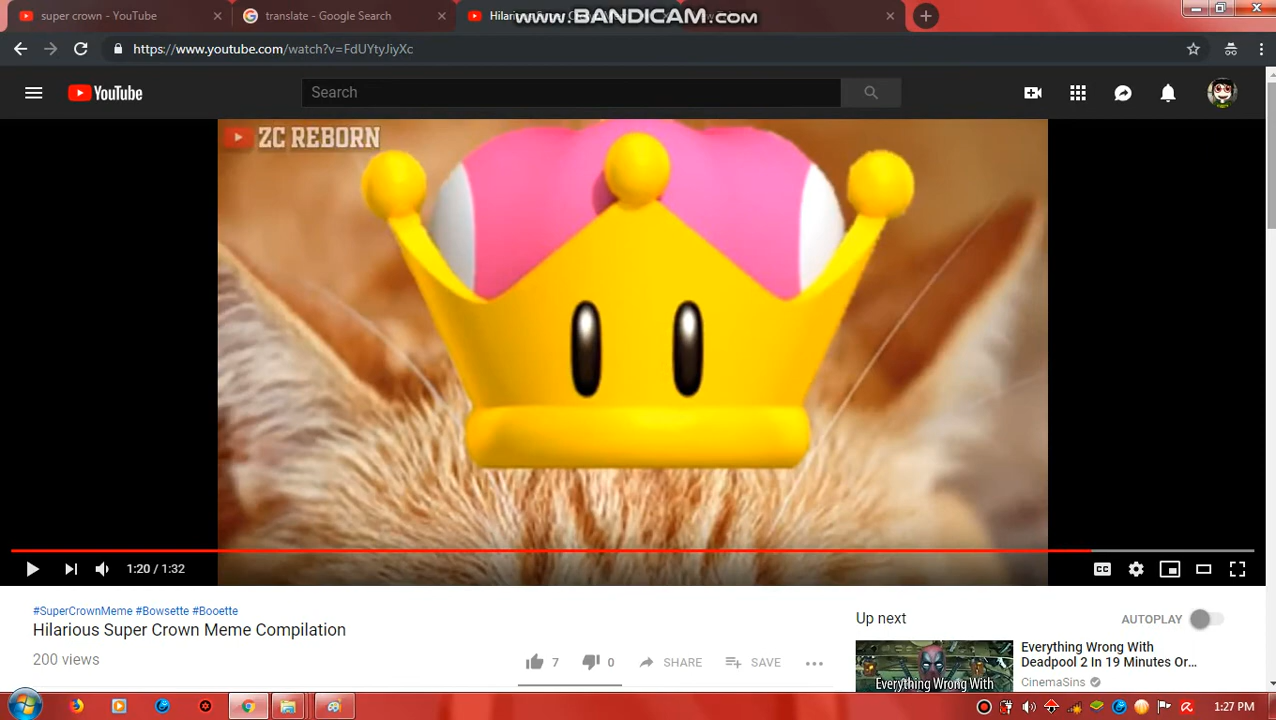 super crown - YouTube
translate - Google Search
www.BANDICAM.com
https://www.youtube.com/watch?v=FdUYtyJiyXc
YouTube
Search
ZC REBORN
1:20 / 1:32
CC
#SuperCrownMeme #Bowsette #Booette
Hilarious Super Crown Meme Compilation
200 views
7
0
SHARE
SAVE
Up next
AUTOPLAY
Everything Wrong With
Everything Wrong With
Deadpool 2 In 19 Minutes Or...
CinemaSins
1:27 PM